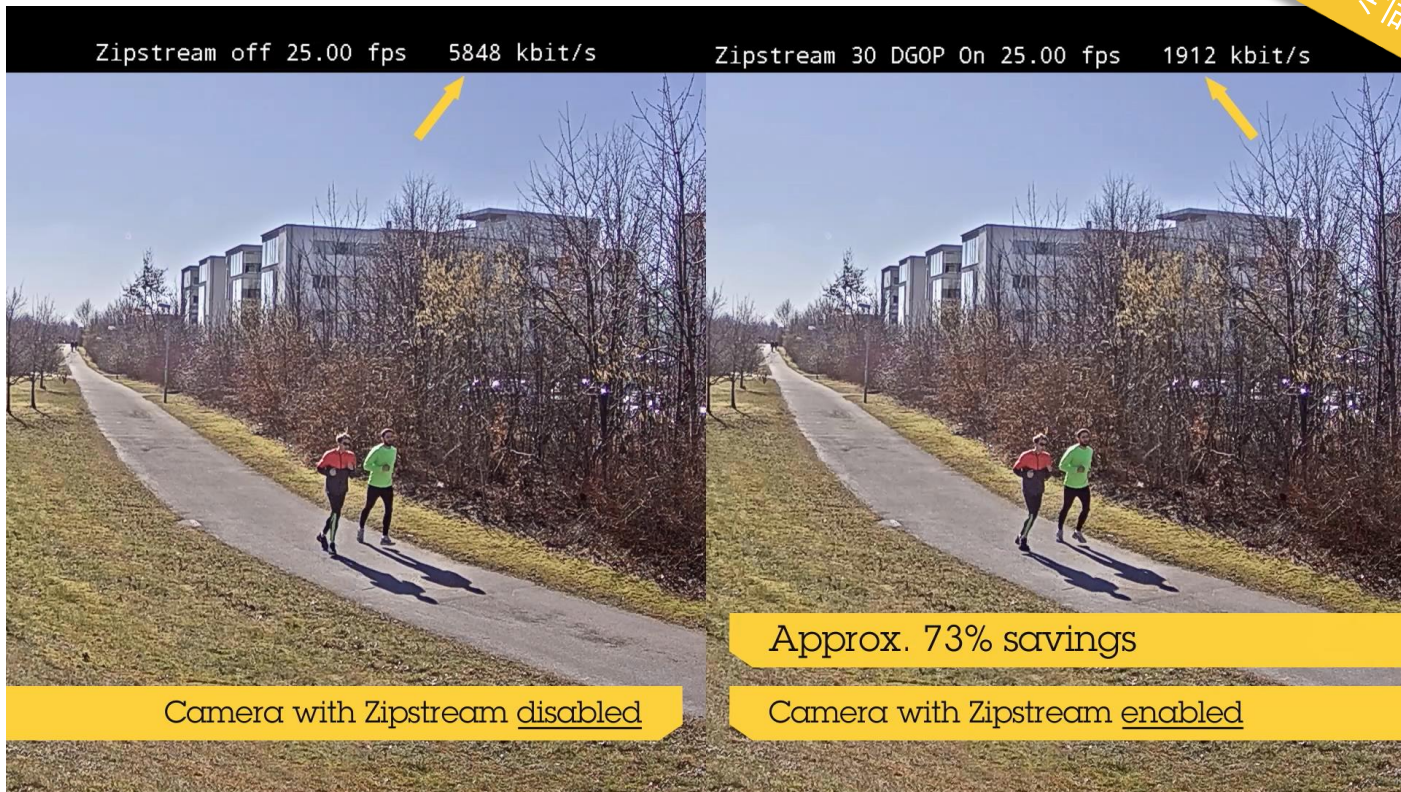 Zipstream off 25.00 fps 5848 kbit/s
Zipstream 30 DGOP On 25.00 fps 1912 kbit/s
Approx. 73% savings
Camera with Zipstream disabled
Camera with Zipstream enabled